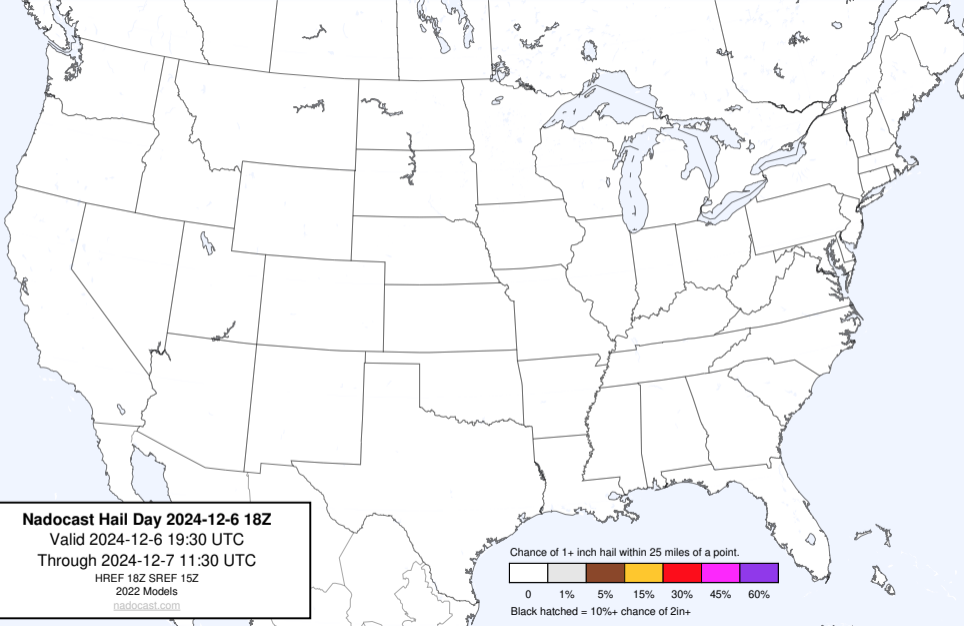 Nadocast Hail Day 2024-12-6 18Z
Valid 2024-12-6 19:30 UTC
Through 2024-12-7 11:30 UTC
HREF 18Z SREF 15Z
2022 Models
nadocast.com
Chance of 1+ inch hail within 25 miles of a point.
0 1% 5% 15% 30% 45% 60%
Black hatched = 10%+ chance of 2in+